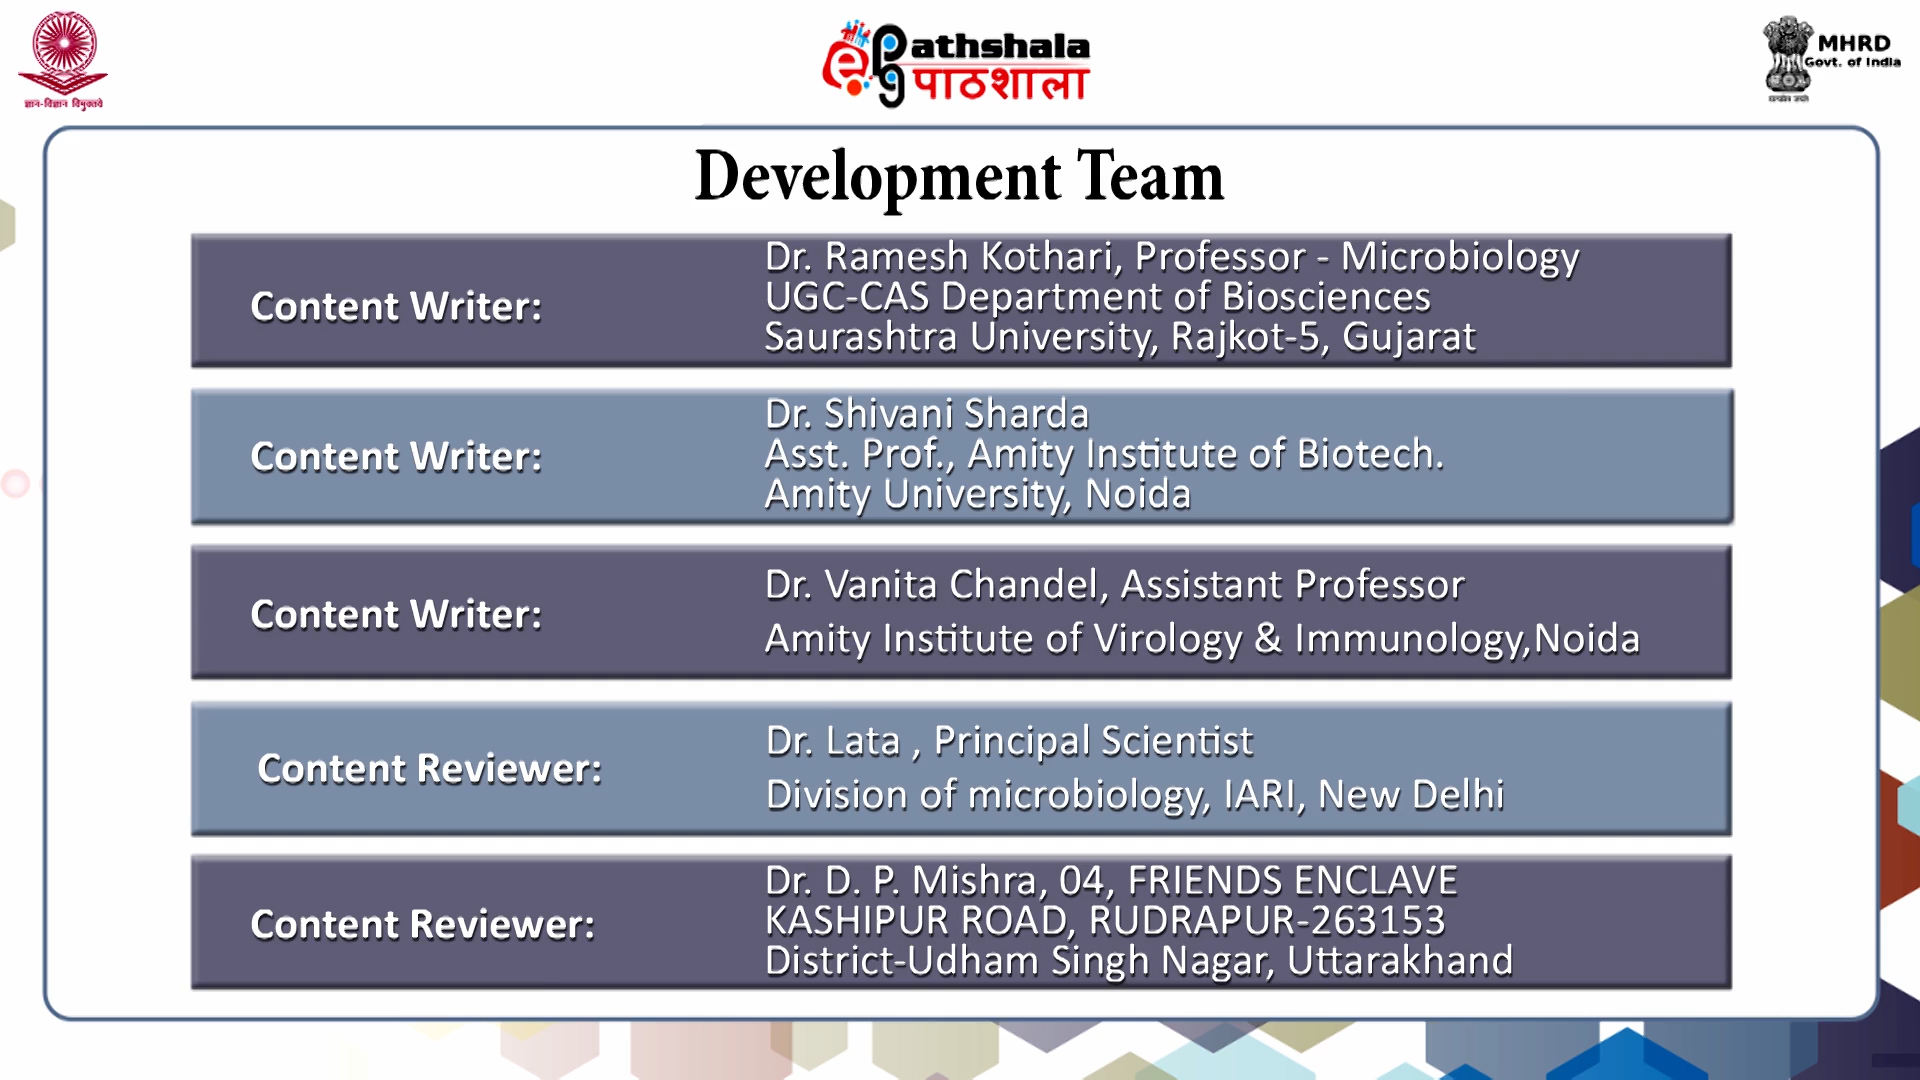 ज्ञान-विज्ञान विमुक्तये
e PG Pathshala
पाठशाला
MHRD
Govt. of India
Development Team
Content Writer:
Dr. Ramesh Kothari, Professor - Microbiology
UGC-CAS Department of Biosciences
Saurashtra University, Rajkot-5, Gujarat
Content Writer:
Dr. Shivani Sharda
Asst. Prof., Amity Institute of Biotech.
Amity University, Noida
Content Writer:
Dr. Vanita Chandel, Assistant Professor
Amity Institute of Virology & Immunology,Noida
Content Reviewer:
Dr. Lata , Principal Scientist
Division of microbiology, IARI, New Delhi
Content Reviewer:
Dr. D. P. Mishra, 04, FRIENDS ENCLAVE
KASHIPUR ROAD, RUDRAPUR-263153
District-Udham Singh Nagar, Uttarakhand